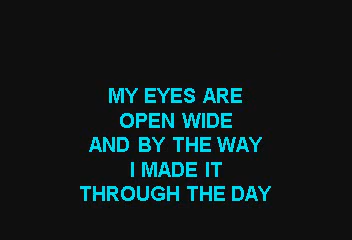 MY EYES ARE
OPEN WIDE
AND BY THE WAY
I MADE IT
THROUGH THE DAY